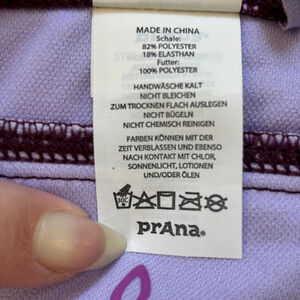 MADE IN CHINA
Schale:
82% POLYESTER
18% ELASTHAN
Futter:
100% POLYESTER
HANDWÄSCHE KALT
NICHT BLEICHEN
ZUM TROCKNEN FLACH AUSLEGEN
NICHT BÜGELN
NICHT CHEMISCH REINIGEN
FARBEN KÖNNEN MIT DER
ZEIT VERBLASSEN UND EBENSO
NACH KONTAKT MIT CHLOR,
SONNENLICHT, LOTIONEN
UND/ODER ÖLEN
prAna®